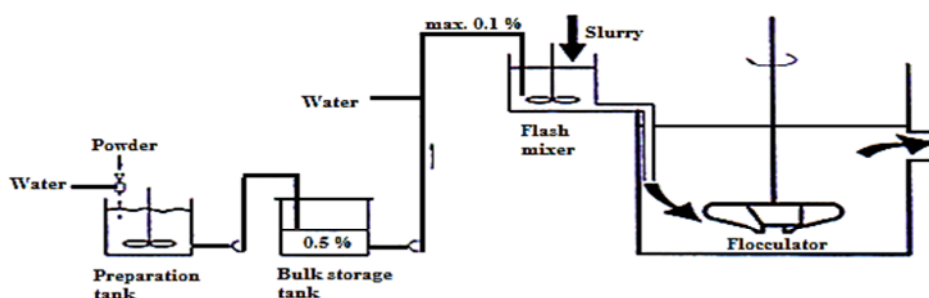 max. 0.1 %
Slurry
Water
Flash
mixer
Powder
Water
0.5 %
Flocculator
Preparation
tank
Bulk storage
tank